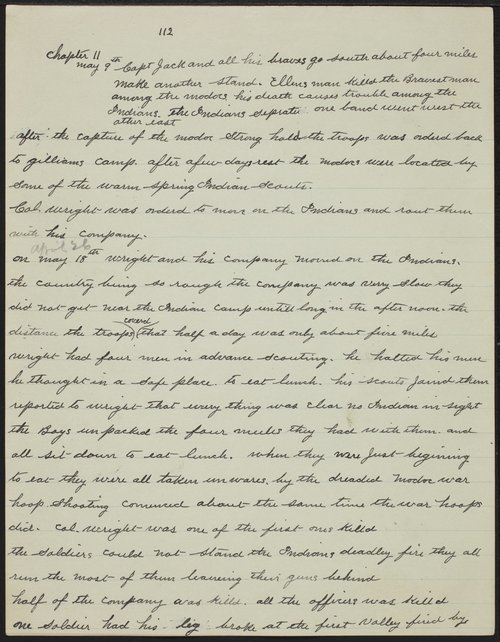 112
Chapter 11
may 9th Capt Jack and all his braves go south about four miles
make another stand. Ellens man kills the Bravest man
among the modocs his death causes trouble among the
Indians. the Indians seprate one band went west the
other east
after the capture of the modoc Strong hold the troops was orderd back
to gilliams camp. after a few days rest the modocs were located by
some of the warm spring Indian scouts.
Col. wright was orderd to mov on the Indians and rout them
with his company.
april 26
on may 18th wright and his company moved on the Indians.
the country being so rough the company was very slow they
did not get near the Indian camp untill long in the after noon. the
coverd
distance the troops that half a day was only about five miles
wright had four men in advance scouting. he halted his men
he thought in a safe place to eat lunch. his scouts Joind them
reported to wright that every thing was clear no Indian in sight
the Boys unpacked the four mules they had with them. and
all sit down to eat lunch. when they were Just begining
to eat they were all taken unwares by the dreaded modoc war
hoop. Shooting comenced about the same time the war hoops
did. Col. wright was one of the first ones killd
the soldiers could not stand the Indians deadly fire they all
run the most of them leaveing their guns behind
half of the company was killd. all the officers was killd
one soldier had his leg broke at the first volley fired by